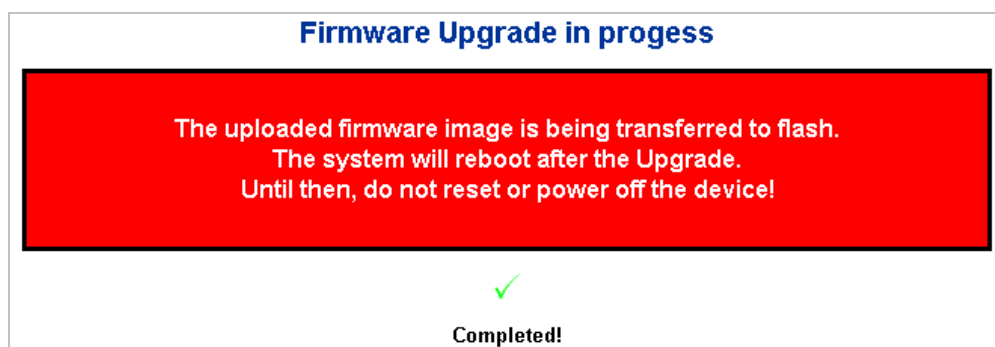 Firmware Upgrade in progess
The uploaded firmware image is being transferred to flash.
The system will reboot after the Upgrade.
Until then, do not reset or power off the device!
Completed!